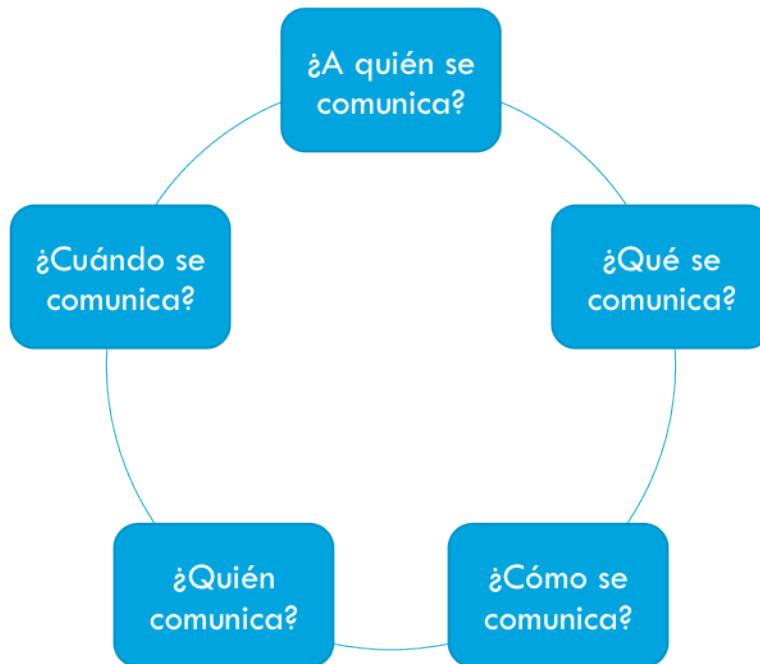 ¿A quién se
comunica?
¿Qué se
comunica?
¿Cómo se
comunica?
¿Quién
comunica?
¿Cuándo se
comunica?